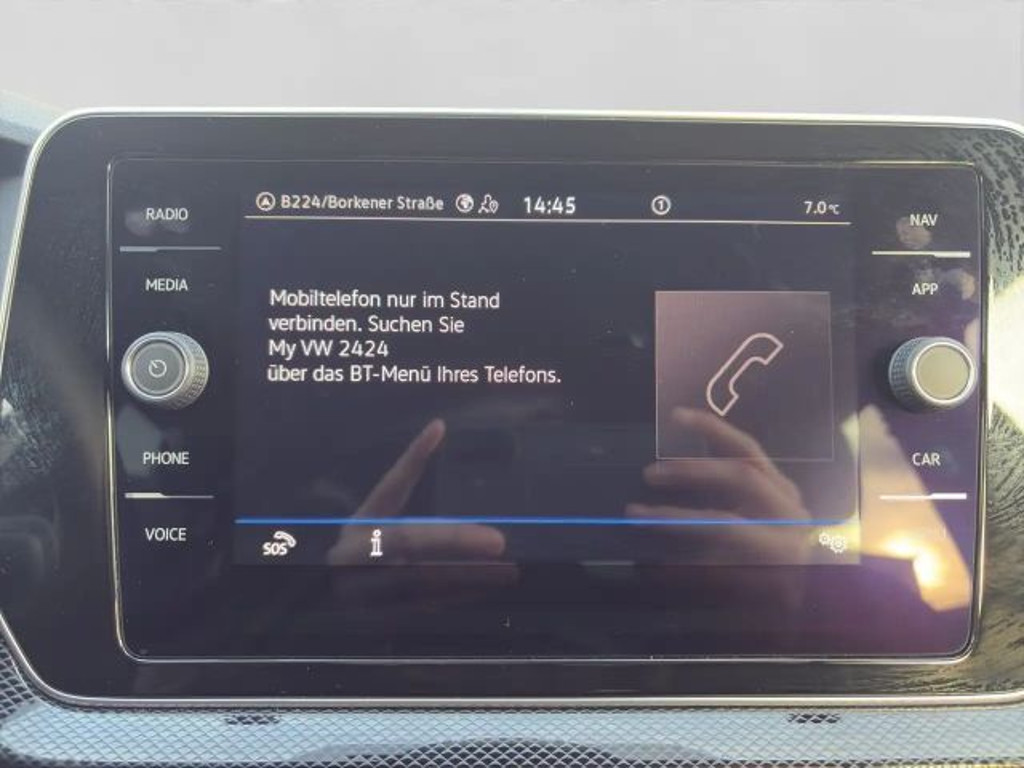 RADIO
MEDIA
PHONE
VOICE
B224/Borkener Straße 14:45 1 7.0°C
Mobiltelefon nur im Stand
verbinden. Suchen Sie
My VW 2424
über das BT-Menü Ihres Telefons.
SOS i
NAV
APP
CAR